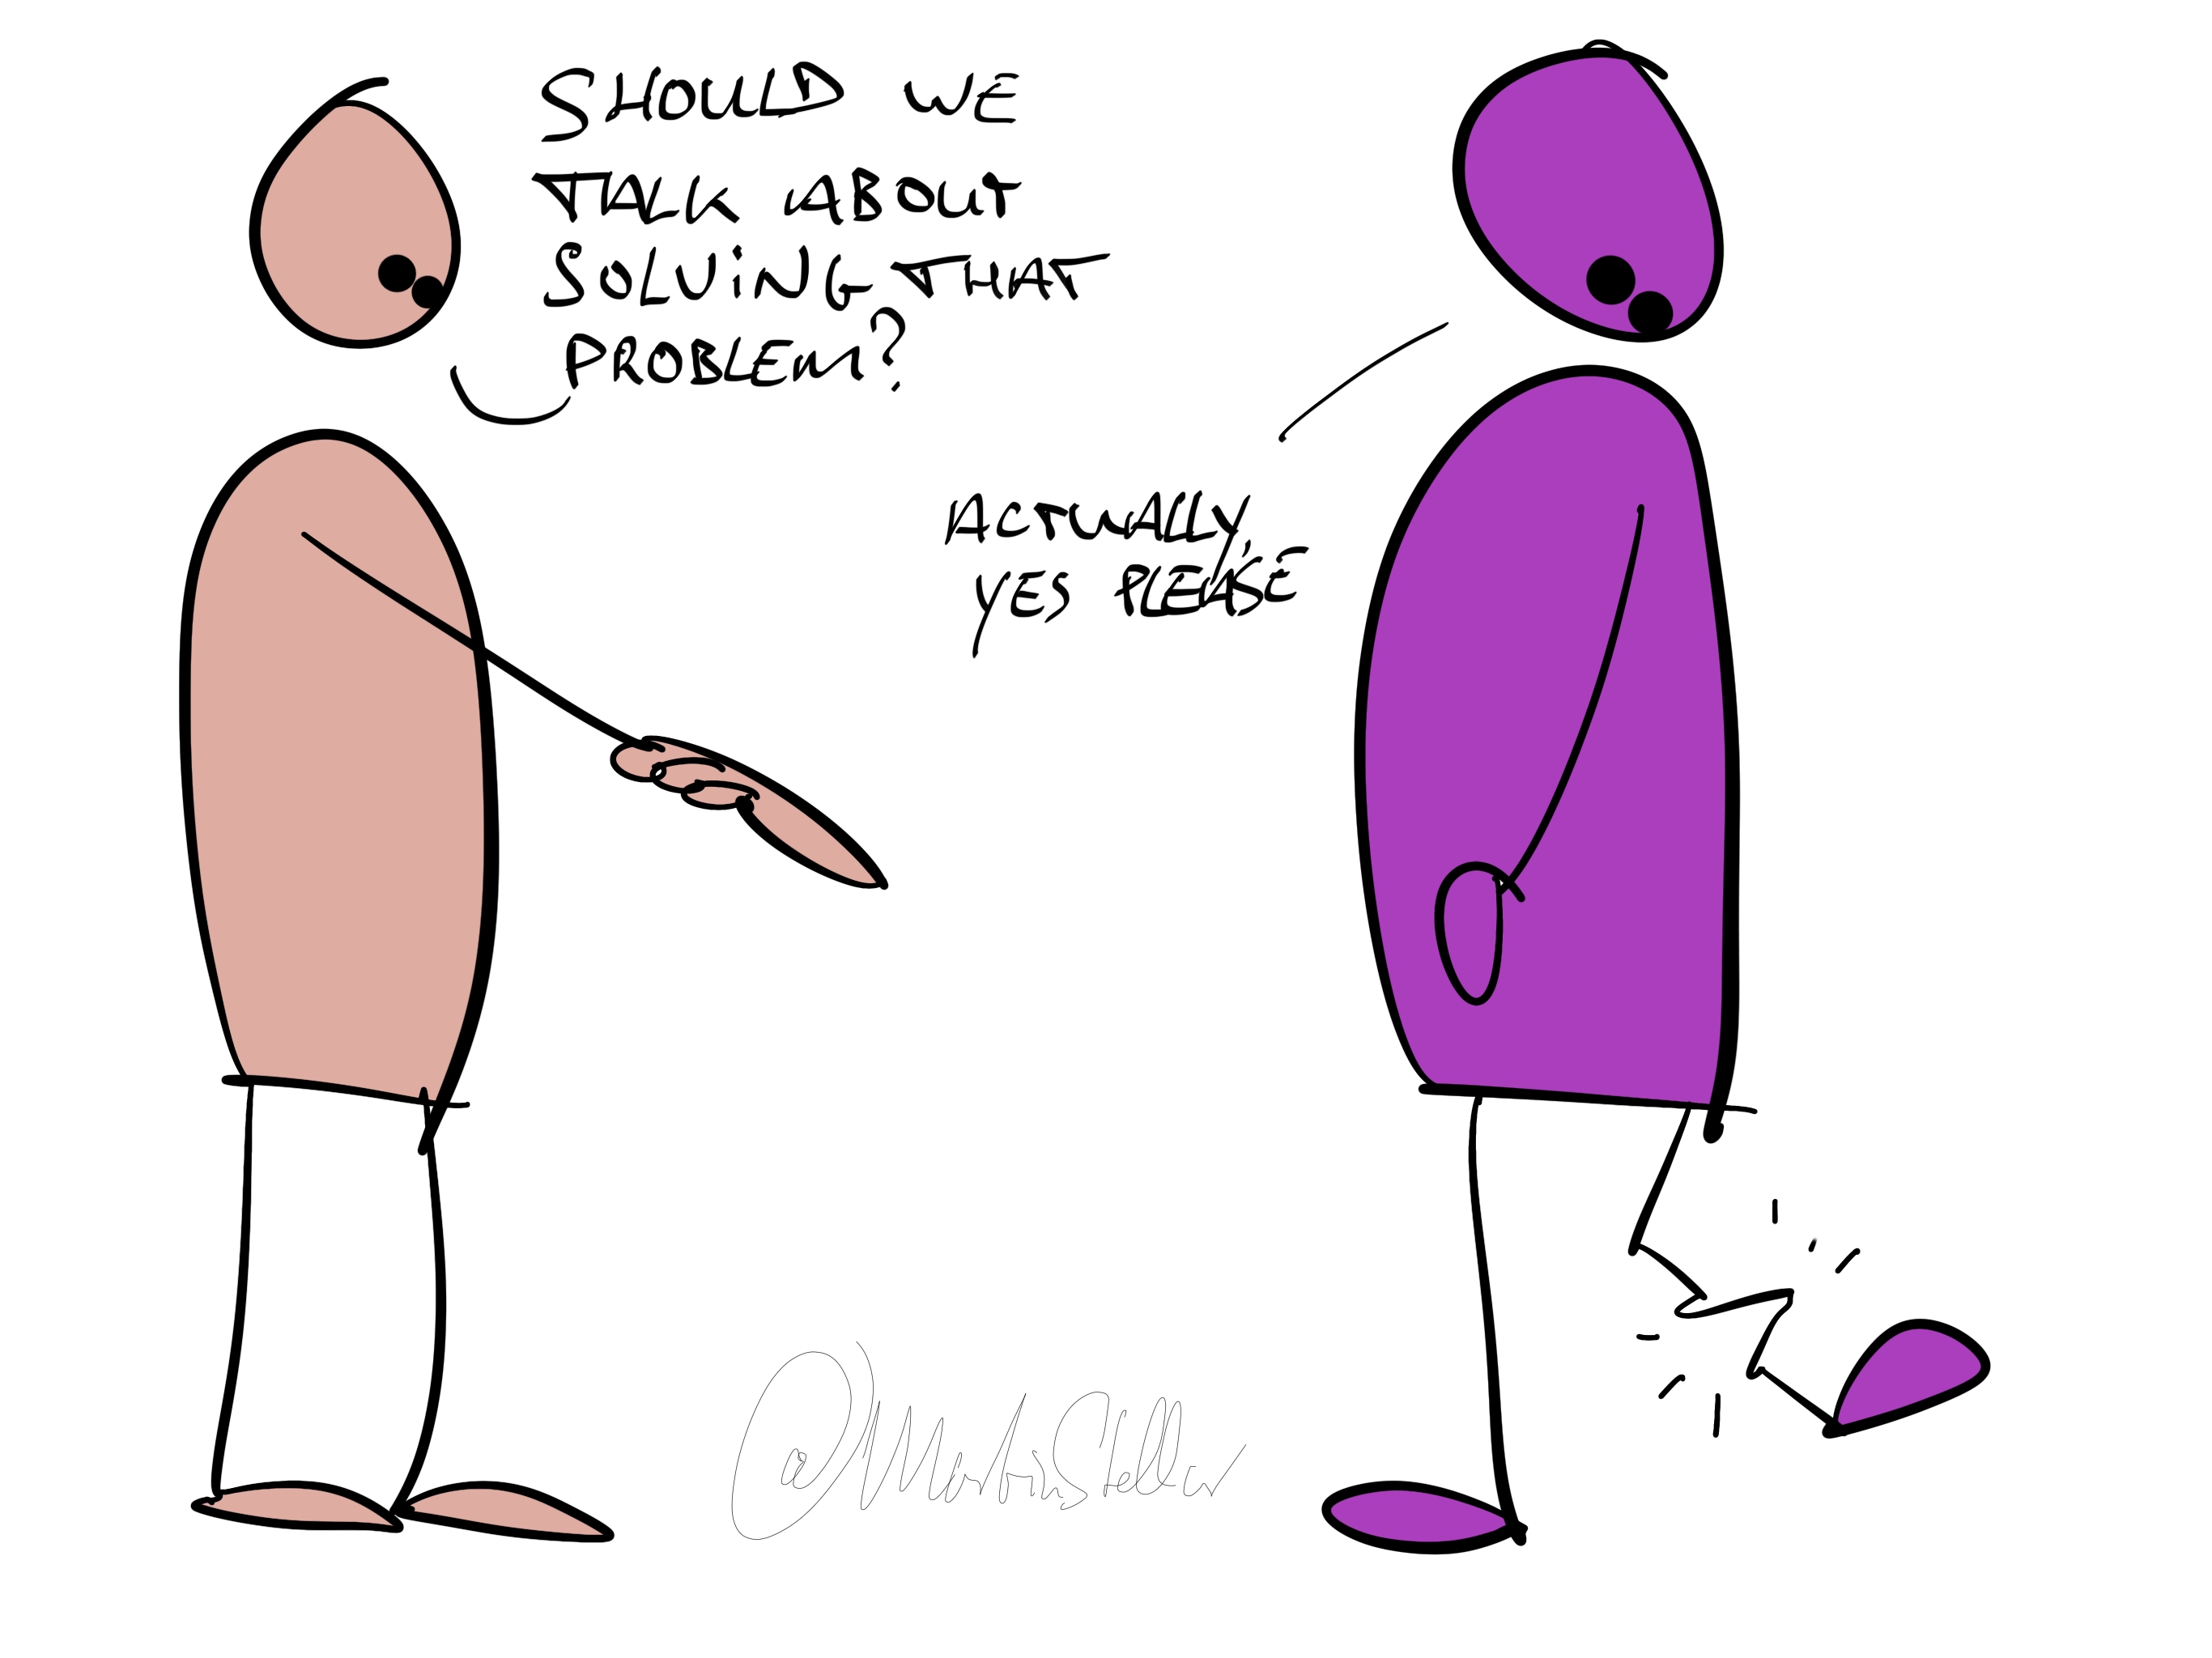 SHOULD WE
TALK ABOUT
SOLVING THAT
PROBLEM?
ACTUALLY,
YES PLEASE
@MartinStellar